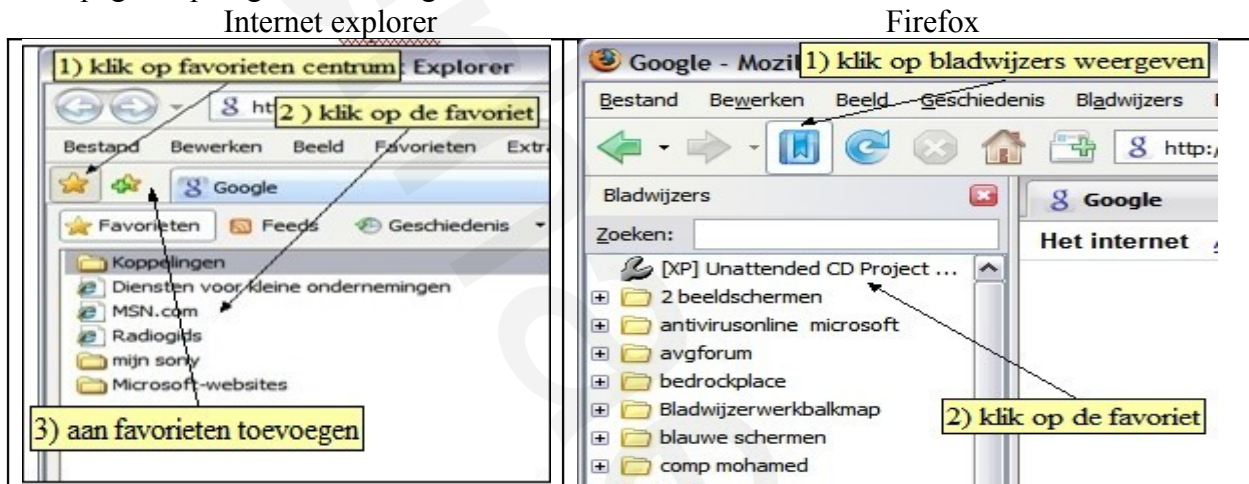 Internet explorer
Firefox
1) klik op favorieten centrum
Explorer
2 ) klik op de favoriet
Bestand Bewerken Beeld Favorieten Extra
Google
Favorieten Feeds Geschiedenis
Koppelingen
Diensten voor kleine ondernemingen
MSN.com
Radiogids
mijn sony
Microsoft-websites
3) aan favorieten toevoegen
Google - Mozil
1) klik op bladwijzers weergeven
Bestand Bewerken Beeld Geschiedenis Bladwijzers
http:/
Bladwijzers
Google
Zoeken:
Het internet
[XP] Unattended CD Project ...
2 beeldschermen
antivirusonline microsoft
avgforum
bedrockplace
Bladwijzerwerkbalkmap
2) klik op de favoriet
blauwe schermen
comp mohamed